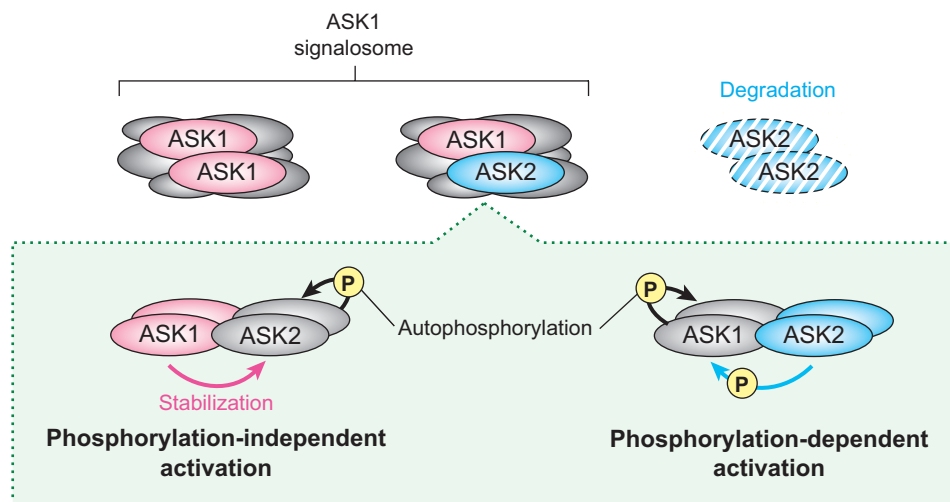 ASK1
signalosome
Degradation
ASK1
ASK1
ASK1
ASK2
ASK2
ASK2
P
P
ASK1
ASK2
Autophosphorylation
ASK1
ASK2
P
Stabilization
Phosphorylation-independent
activation
Phosphorylation-dependent
activation